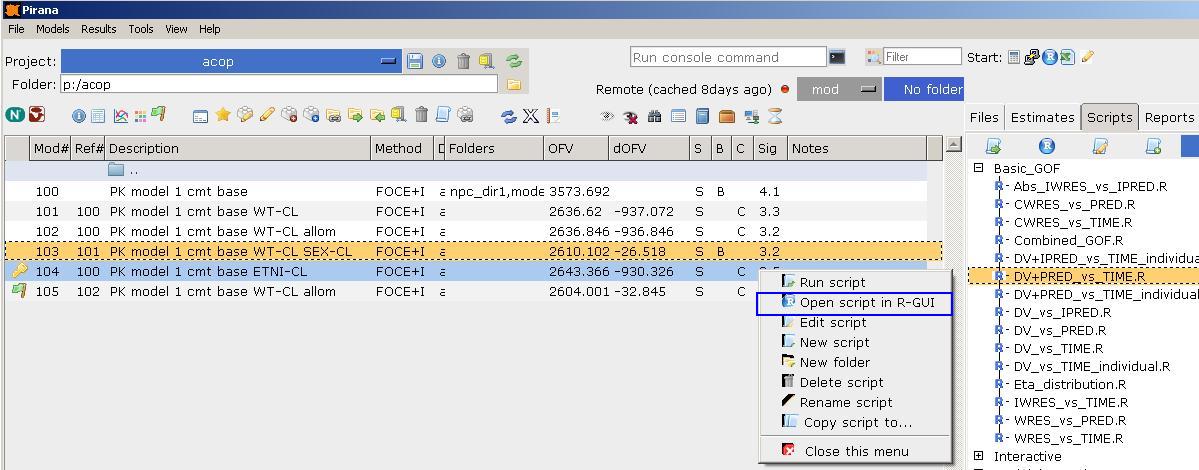 Pirana
File Models Results Tools View Help
Project: acop
Folder: p:/acop
Run console command
Filter
Start:
Remote (cached 8days ago)
mod
No folder
Files Estimates Scripts Reports
Mod# Ref# Description Method D Folders OFV dOFV S B C Sig Notes
..
100 PK model 1 cmt base FOCE+I a npc_dir1,mode 3573.692 S B 4.1
101 100 PK model 1 cmt base WT-CL FOCE+I a 2636.62 -937.072 S C 3.3
102 100 PK model 1 cmt base WT-CL allom FOCE+I a 2636.846 -936.846 S C 3.2
103 101 PK model 1 cmt base WT-CL SEX-CL FOCE+I a 2610.102 -26.518 S B 3.2
104 100 PK model 1 cmt base ETNI-CL FOCE+I a 2643.366 -930.326 S C
105 102 PK model 1 cmt base WT-CL allom FOCE+I a 2604.001 -32.845 S C
Run script
Open script in R-GUI
Edit script
New script
New folder
Delete script
Rename script
Copy script to...
Close this menu
Basic_GOF
R- Abs_IWRES_vs_IPRED.R
R- CWRES_vs_PRED.R
R- CWRES_vs_TIME.R
R- Combined_GOF.R
R- DV+IPRED_vs_TIME_individua
R- DV+PRED_vs_TIME.R
R- DV+PRED_vs_TIME_individual
R- DV_vs_IPRED.R
R- DV_vs_PRED.R
R- DV_vs_TIME.R
R- DV_vs_TIME_individual.R
R- Eta_distribution.R
R- IWRES_vs_TIME.R
R- WRES_vs_PRED.R
R- WRES_vs_TIME.R
Interactive